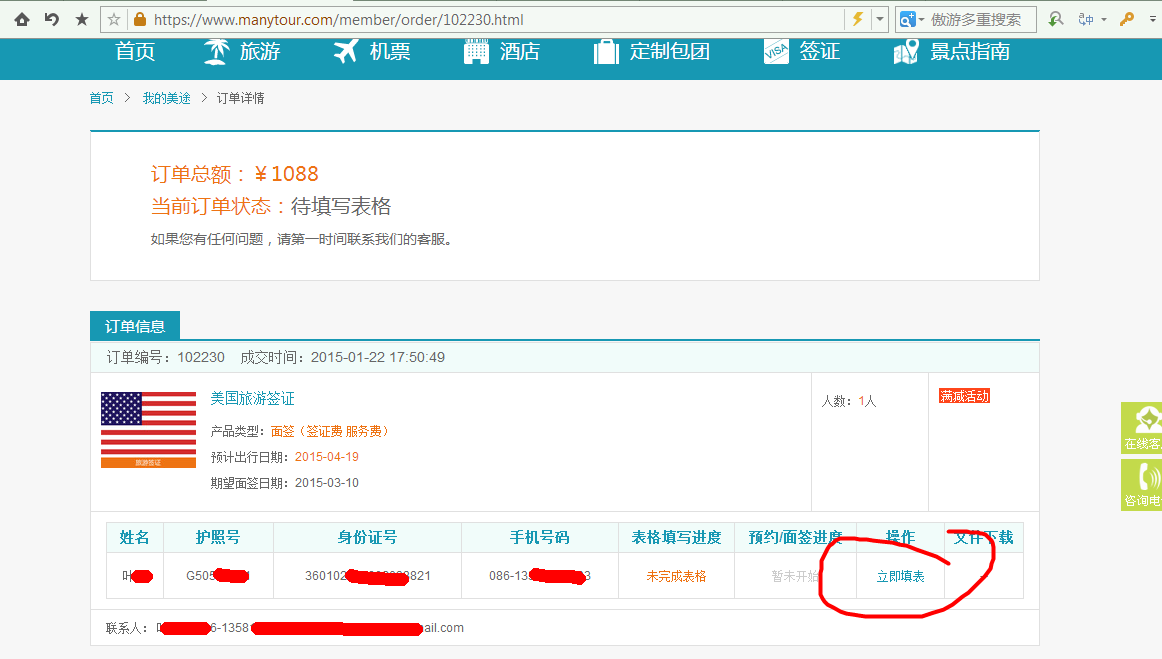 https://www.manytour.com/member/order/102230.html
傲游多重搜索
首页 旅游 机票 酒店 定制包团 VISA 签证 景点指南
首页 > 我的美途 > 订单详情
订单总额：￥1088
当前订单状态：待填写表格
如果您有任何问题，请第一时间联系我们的客服。
订单信息
订单编号：102230 成交时间：2015-01-22 17:50:49
美国旅游签证
人数：1人
满减活动
产品类型：面签（签证费 服务费）
预计出行日期：2015-04-19
旅游签证
期望面签日期：2015-03-10
在线客
咨询电
姓名 护照号 身份证号 手机号码 表格填写进度 预约/面签进度 操作 文件下载
叶 G505 360102 8821 086-13 3 未完成表格 暂未开始 立即填表
联系人： 6-1358 ail.com